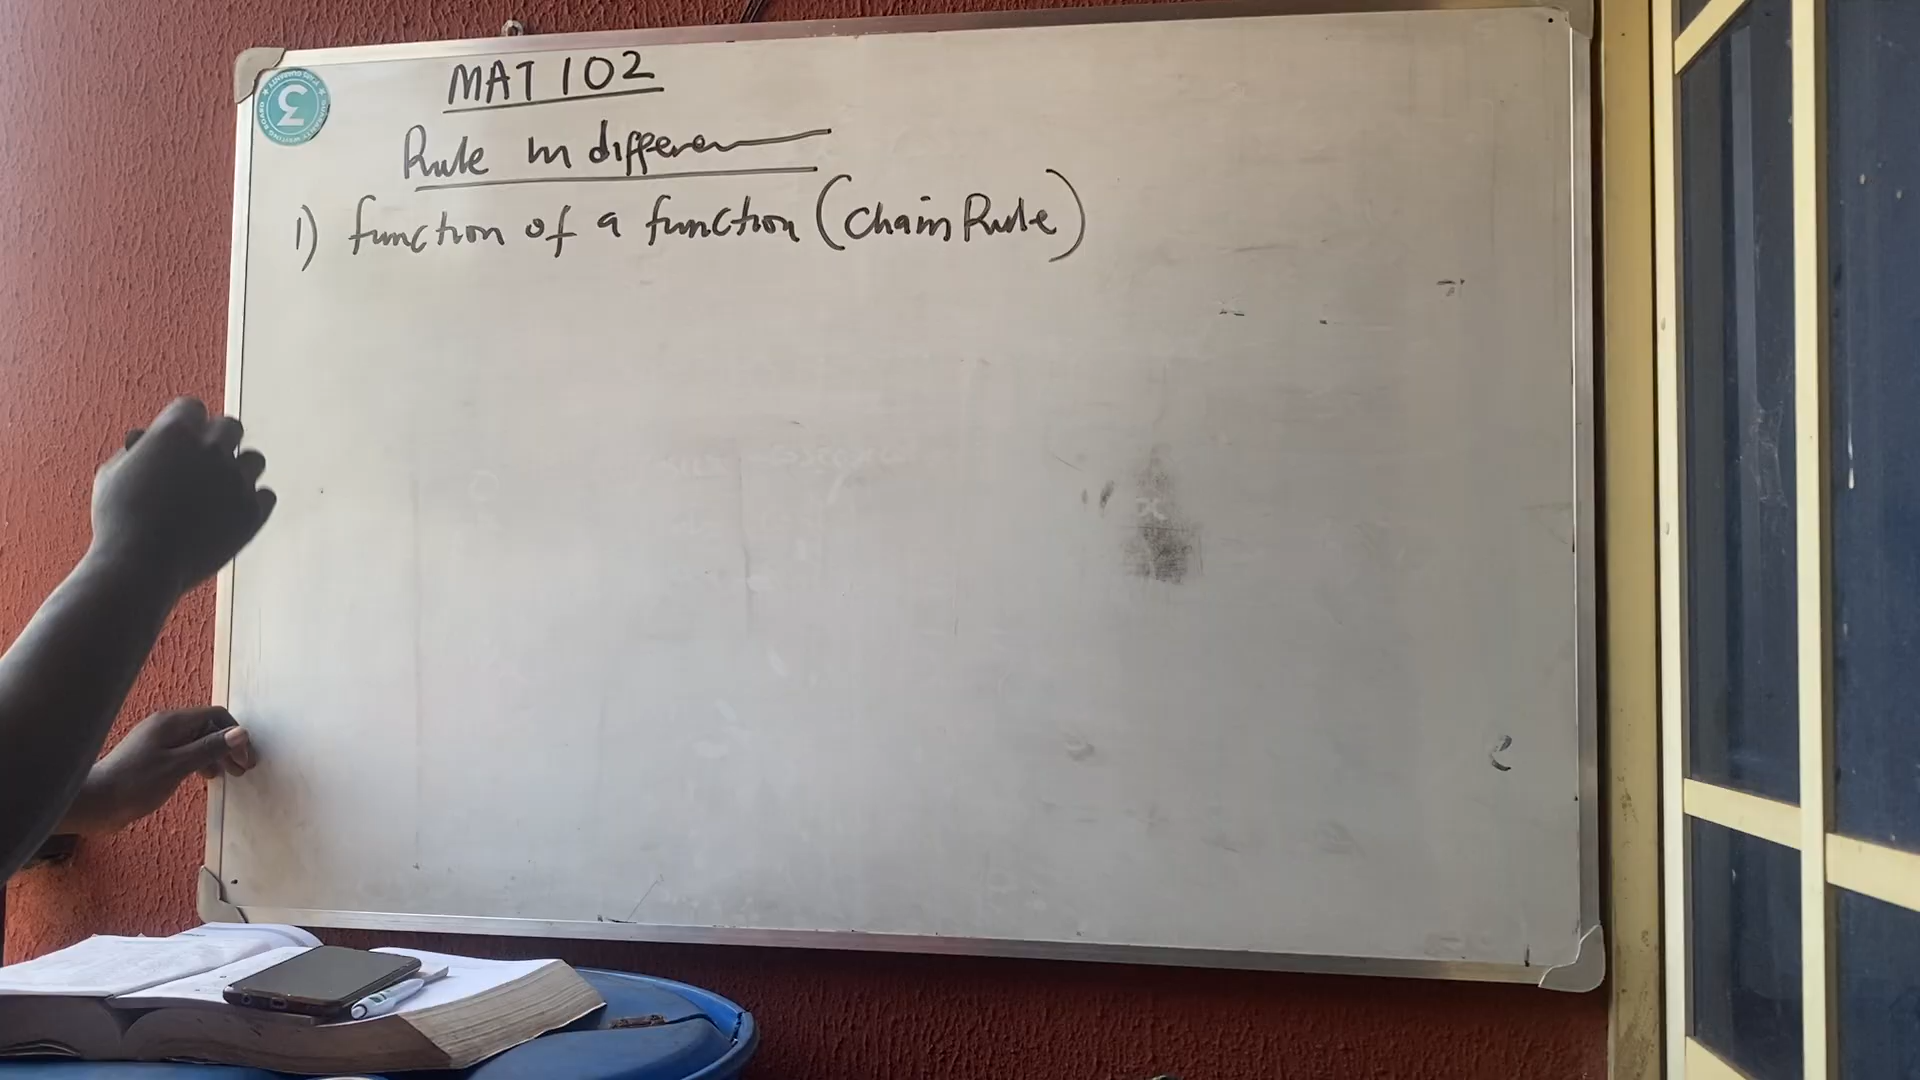 MAT 102
Rule in differen
1) function of a function (Chain Rule)